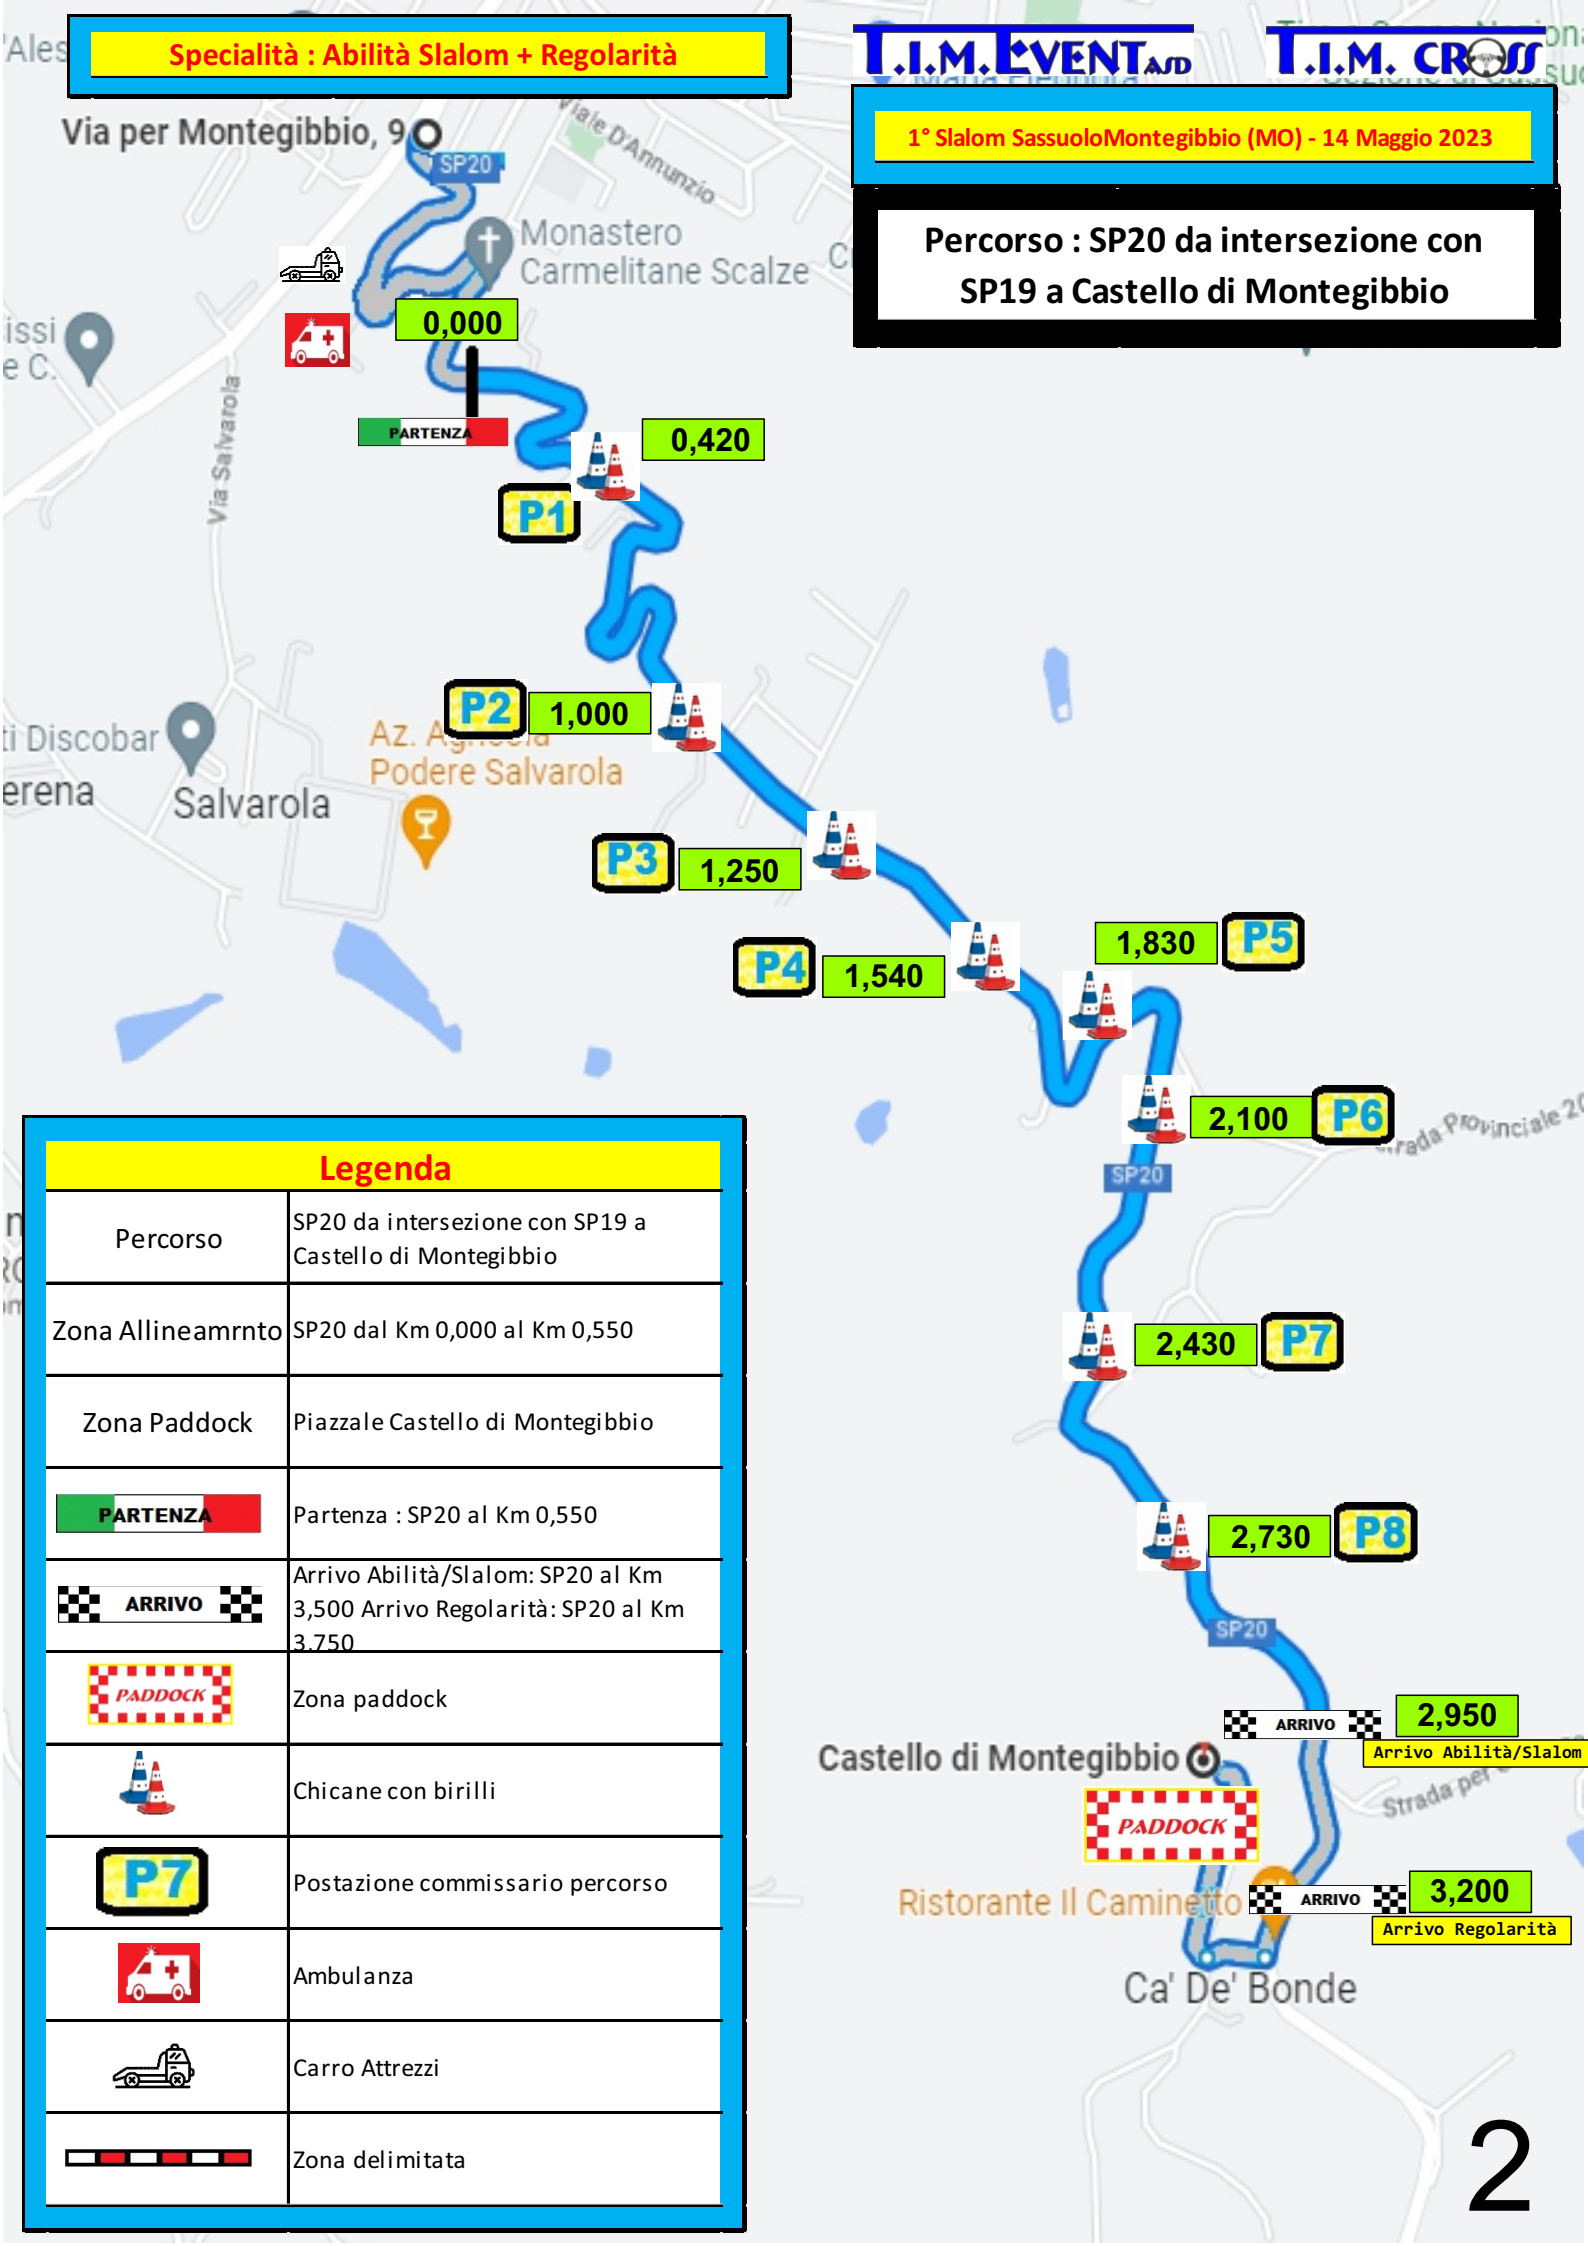 Specialità : Abilità Slalom + Regolarità
T.I.M.EVENT ASD
T.I.M. CROSS
1° Slalom SassuoloMontegibbio (MO) - 14 Maggio 2023
Percorso : SP20 da intersezione con
SP19 a Castello di Montegibbio
Via per Montegibbio, 9
SP20
Viale D'Annunzio
Monastero
Carmelitane Scalze
0,000
PARTENZA
0,420
P1
Via Salvarola
P2
1,000
Az. Agricola
Podere Salvarola
ti Discobar
erena
Salvarola
P3
1,250
P4
1,540
1,830
P5
2,100
P6
Strada Provinciale 20
SP20
2,430
P7
2,730
P8
SP20
ARRIVO
2,950
Arrivo Abilità/Slalom
Castello di Montegibbio
Strada per
PADDOCK
Ristorante Il Caminetto
ARRIVO
3,200
Arrivo Regolarità
Ca' De' Bonde
Legenda
Percorso
SP20 da intersezione con SP19 a
Castello di Montegibbio
Zona Allineamrnto
SP20 dal Km 0,000 al Km 0,550
Zona Paddock
Piazzale Castello di Montegibbio
PARTENZA
Partenza : SP20 al Km 0,550
ARRIVO
Arrivo Abilità/Slalom: SP20 al Km
3,500 Arrivo Regolarità: SP20 al Km
3.750
PADDOCK
Zona paddock
Chicane con birilli
P7
Postazione commissario percorso
Ambulanza
Carro Attrezzi
Zona delimitata
2